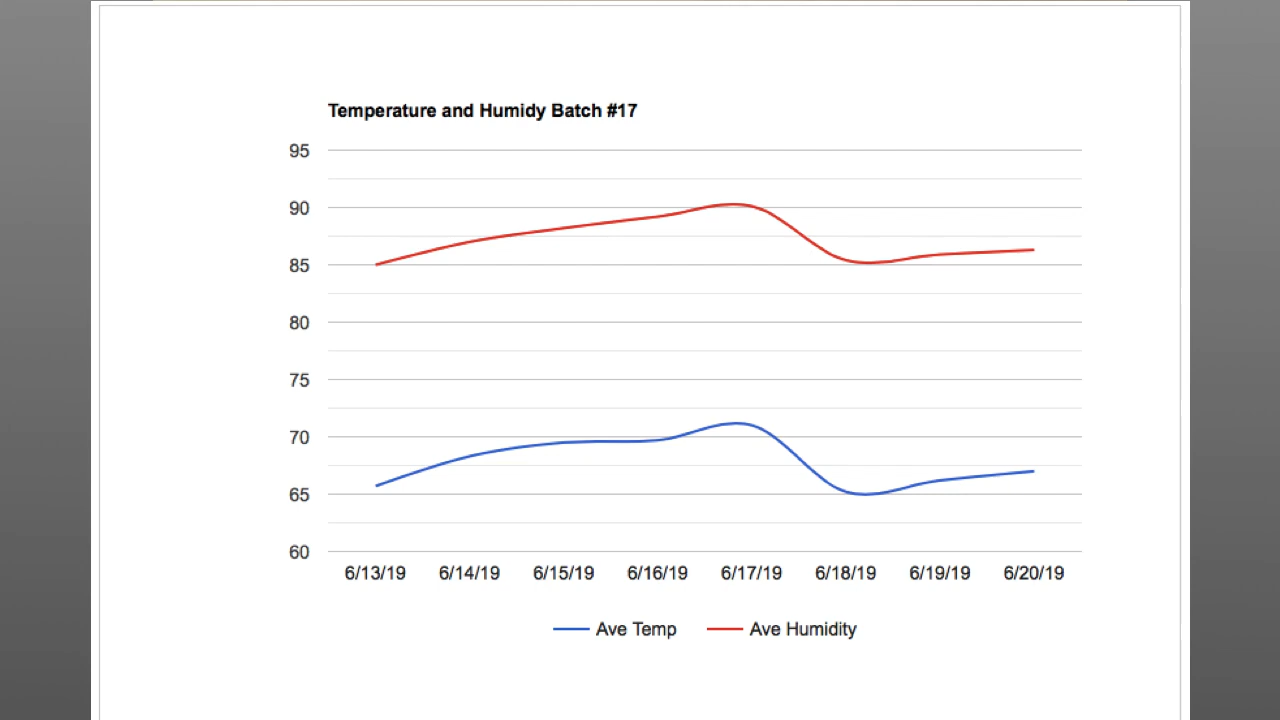 Temperature and Humidy Batch #17
95
90
85
80
75
70
65
60
6/13/19 6/14/19 6/15/19 6/16/19 6/17/19 6/18/19 6/19/19 6/20/19
Ave Temp Ave Humidity